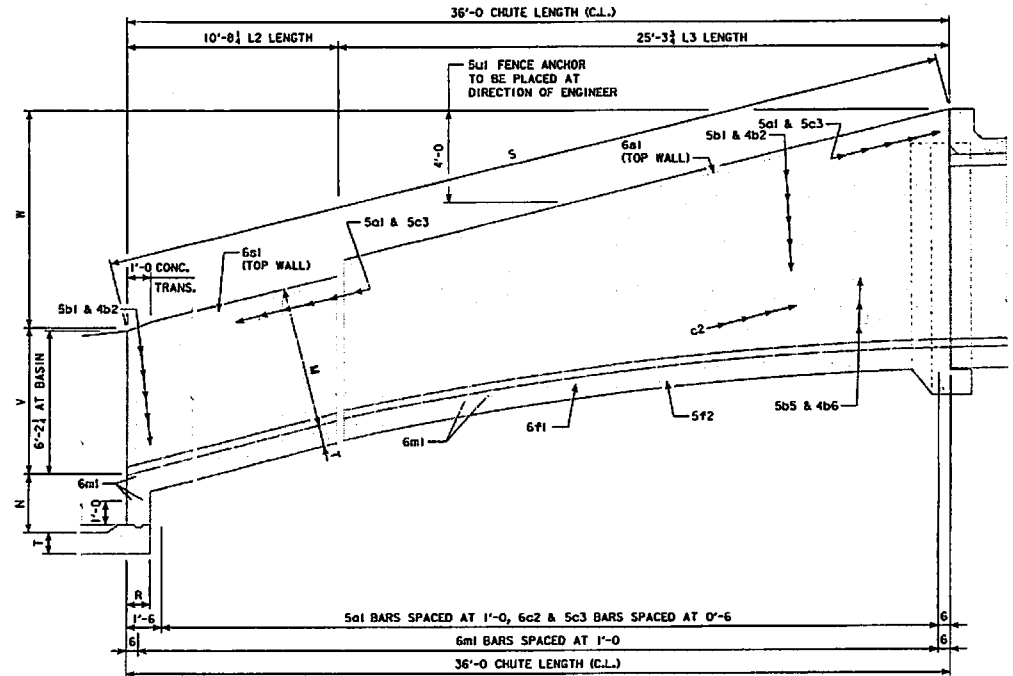 36'-0 CHUTE LENGTH (C.L.)
10'-8¼ L2 LENGTH
25'-3¾ L3 LENGTH
5u1 FENCE ANCHOR
TO BE PLACED AT
DIRECTION OF ENGINEER
5a1 & 5c3
5b1 & 4b2
6s1
(TOP WALL)
4'-0
S
W
5a1 & 5c3
6s1
(TOP WALL)
1'-0 CONC.
TRANS.
5b1 & 4b2
c2
M
V
6'-2¼ AT BASIN
5b5 & 4b6
5f2
6f1
6m1
T
6m1
N
1'-0
T
R
1'-6
5a1 BARS SPACED AT 1'-0, 6c2 & 5c3 BARS SPACED AT 0'-6
6
6
6m1 BARS SPACED AT 1'-0
6
36'-0 CHUTE LENGTH (C.L.)